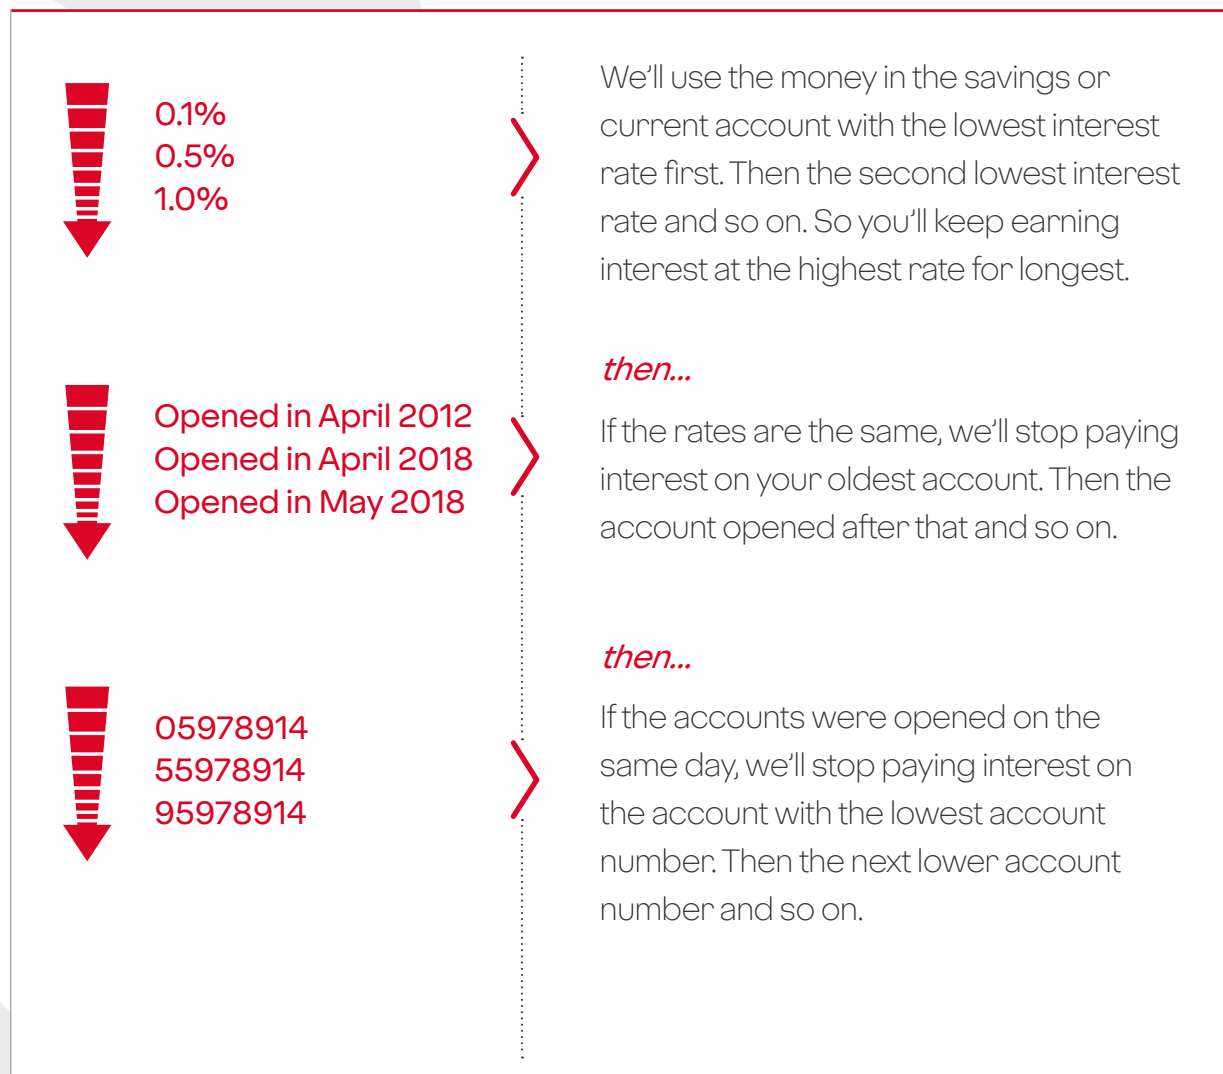 0.1%
0.5%
1.0%
We'll use the money in the savings or
current account with the lowest interest
rate first. Then the second lowest interest
rate and so on. So you'll keep earning
interest at the highest rate for longest.
then...
Opened in April 2012
Opened in April 2018
Opened in May 2018
If the rates are the same, we'll stop paying
interest on your oldest account. Then the
account opened after that and so on.
then...
05978914
55978914
95978914
If the accounts were opened on the
same day, we'll stop paying interest on
the account with the lowest account
number. Then the next lower account
number and so on.